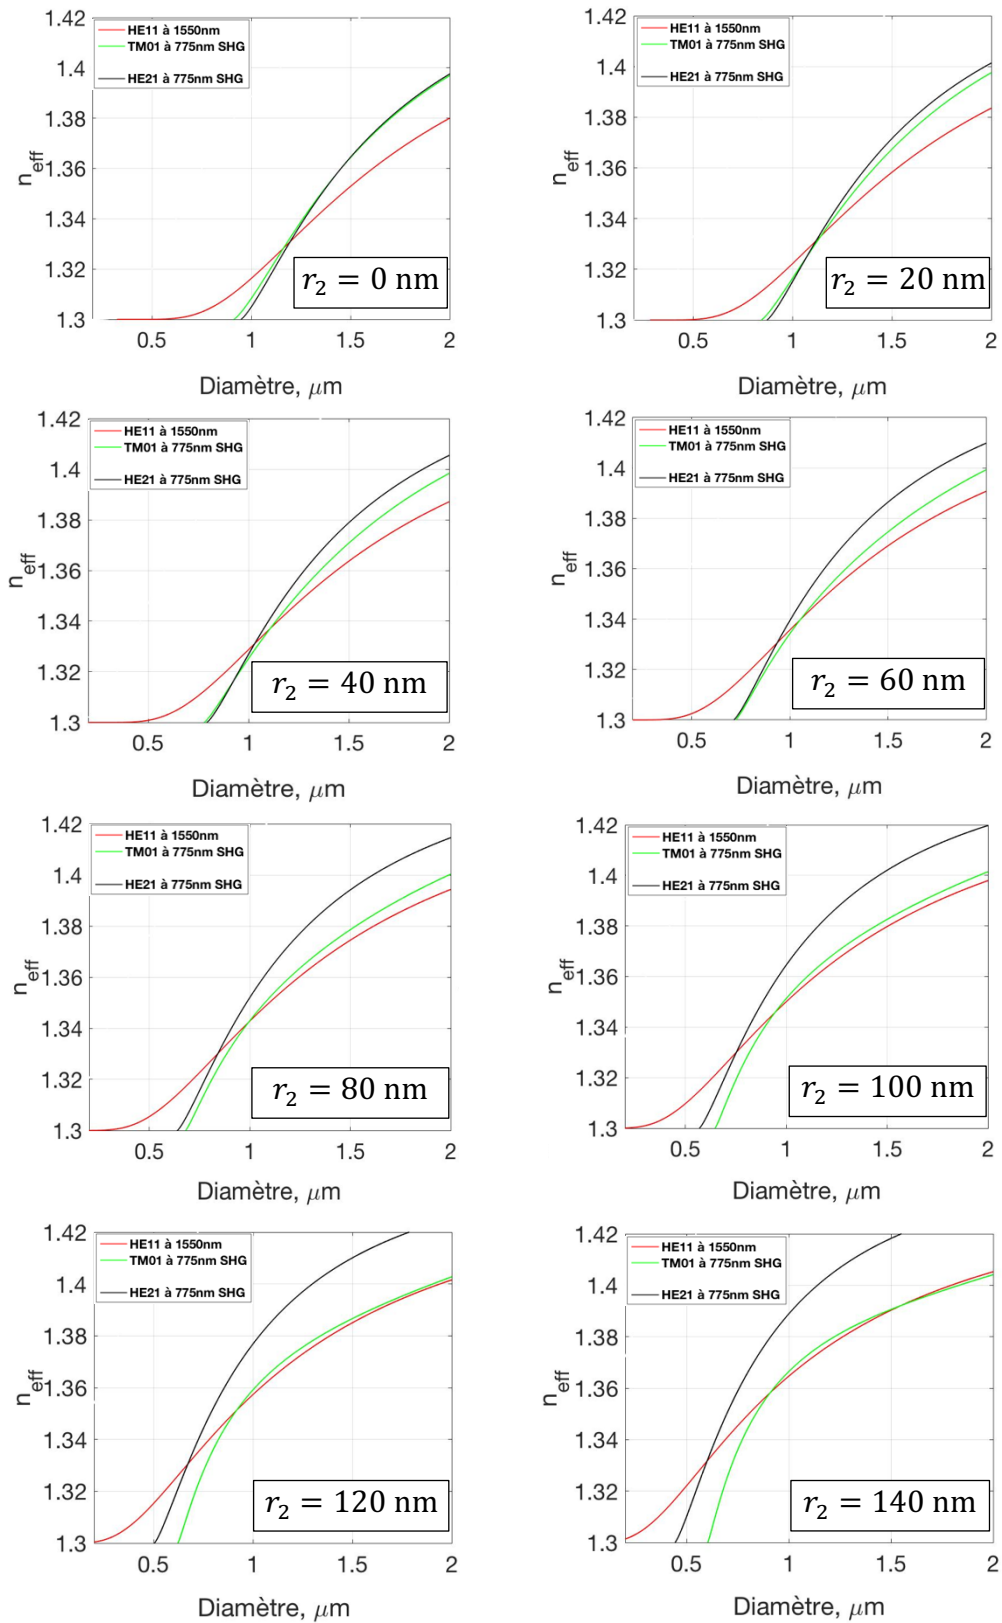 1.42
HE11 à 1550nm
TM01 à 775nm SHG
HE21 à 775nm SHG
1.4
1.38
1.36
1.34
1.32
1.3
n_eff
r₂ = 0 nm
0.5 1 1.5 2
Diamètre, μm
1.42
HE11 à 1550nm
TM01 à 775nm SHG
HE21 à 775nm SHG
1.4
1.38
1.36
1.34
1.32
1.3
n_eff
r₂ = 20 nm
0.5 1 1.5 2
Diamètre, μm
1.42
HE11 à 1550nm
TM01 à 775nm SHG
HE21 à 775nm SHG
1.4
1.38
1.36
1.34
1.32
1.3
n_eff
r₂ = 40 nm
0.5 1 1.5 2
Diamètre, μm
1.42
HE11 à 1550nm
TM01 à 775nm SHG
HE21 à 775nm SHG
1.4
1.38
1.36
1.34
1.32
1.3
n_eff
r₂ = 60 nm
0.5 1 1.5 2
Diamètre, μm
1.42
HE11 à 1550nm
TM01 à 775nm SHG
HE21 à 775nm SHG
1.4
1.38
1.36
1.34
1.32
1.3
n_eff
r₂ = 80 nm
0.5 1 1.5 2
Diamètre, μm
1.42
HE11 à 1550nm
TM01 à 775nm SHG
HE21 à 775nm SHG
1.4
1.38
1.36
1.34
1.32
1.3
n_eff
r₂ = 100 nm
0.5 1 1.5 2
Diamètre, μm
1.42
HE11 à 1550nm
TM01 à 775nm SHG
HE21 à 775nm SHG
1.4
1.38
1.36
1.34
1.32
1.3
n_eff
r₂ = 120 nm
0.5 1 1.5 2
Diamètre, μm
1.42
HE11 à 1550nm
TM01 à 775nm SHG
HE21 à 775nm SHG
1.4
1.38
1.36
1.34
1.32
1.3
n_eff
r₂ = 140 nm
0.5 1 1.5 2
Diamètre, μm